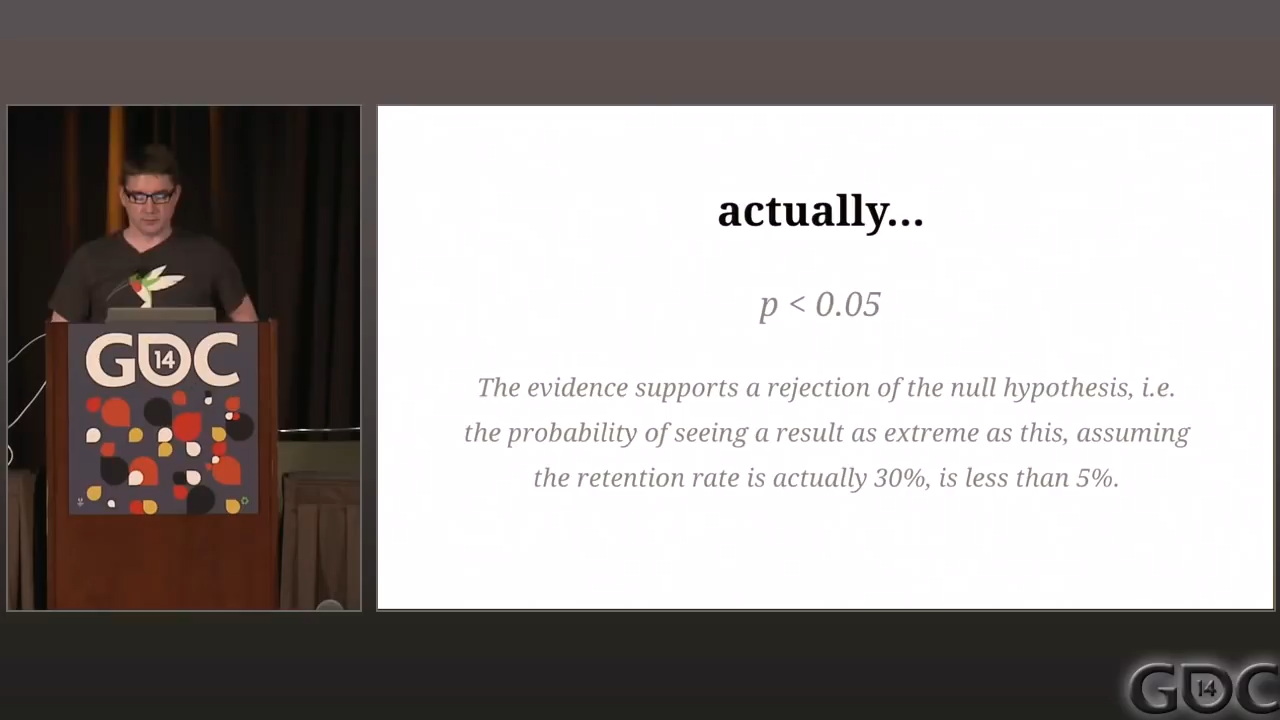 actually...
p < 0.05
The evidence supports a rejection of the null hypothesis, i.e.
the probability of seeing a result as extreme as this, assuming
the retention rate is actually 30%, is less than 5%.
GDC
14
GDC
14